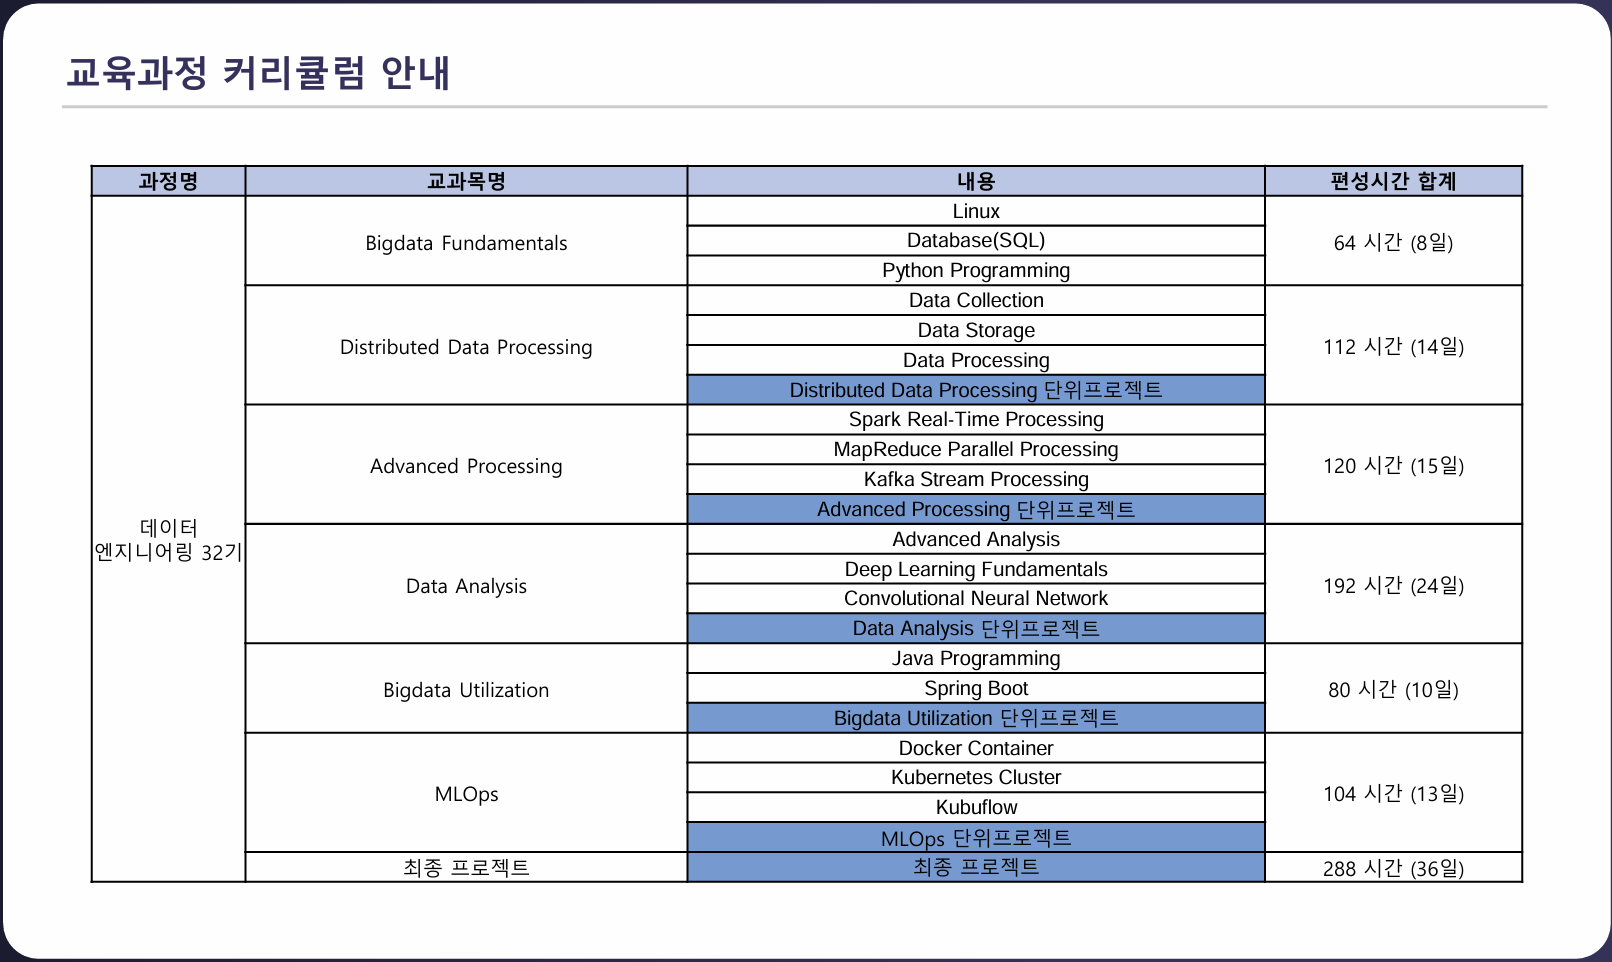 교육과정 커리큘럼 안내
과정명 교과목명 내용 편성시간 합계
데이터
엔지니어링 32기
Bigdata Fundamentals
Linux
Database(SQL)
Python Programming
64 시간 (8일)
Distributed Data Processing
Data Collection
Data Storage
Data Processing
Distributed Data Processing 단위프로젝트
112 시간 (14일)
Advanced Processing
Spark Real-Time Processing
MapReduce Parallel Processing
Kafka Stream Processing
Advanced Processing 단위프로젝트
120 시간 (15일)
Data Analysis
Advanced Analysis
Deep Learning Fundamentals
Convolutional Neural Network
Data Analysis 단위프로젝트
192 시간 (24일)
Bigdata Utilization
Java Programming
Spring Boot
Bigdata Utilization 단위프로젝트
80 시간 (10일)
MLOps
Docker Container
Kubernetes Cluster
Kubuflow
MLOps 단위프로젝트
104 시간 (13일)
최종 프로젝트
최종 프로젝트
288 시간 (36일)